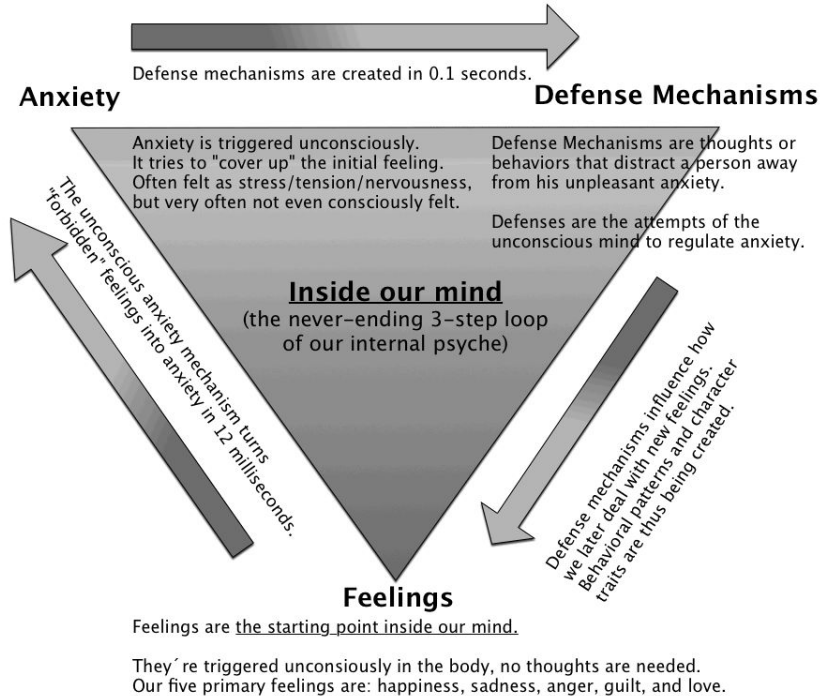 Defense mechanisms are created in 0.1 seconds.
Anxiety
Defense Mechanisms
Anxiety is triggered unconsciously.
It tries to "cover up" the initial feeling.
Often felt as stress/tension/nervousness,
but very often not even consciously felt.
Defense Mechanisms are thoughts or
behaviors that distract a person away
from his unpleasant anxiety.
Defenses are the attempts of the
unconscious mind to regulate anxiety.
The unconscious anxiety mechanism turns
"forbidden" feelings into anxiety in 12 milliseconds.
Inside our mind
(the never-ending 3-step loop
of our internal psyche)
Defense mechanisms influence how
we later deal with new feelings.
Behavioral patterns and character
traits are thus being created.
Feelings
Feelings are the starting point inside our mind.
They´re triggered unconsiously in the body, no thoughts are needed.
Our five primary feelings are: happiness, sadness, anger, guilt, and love.